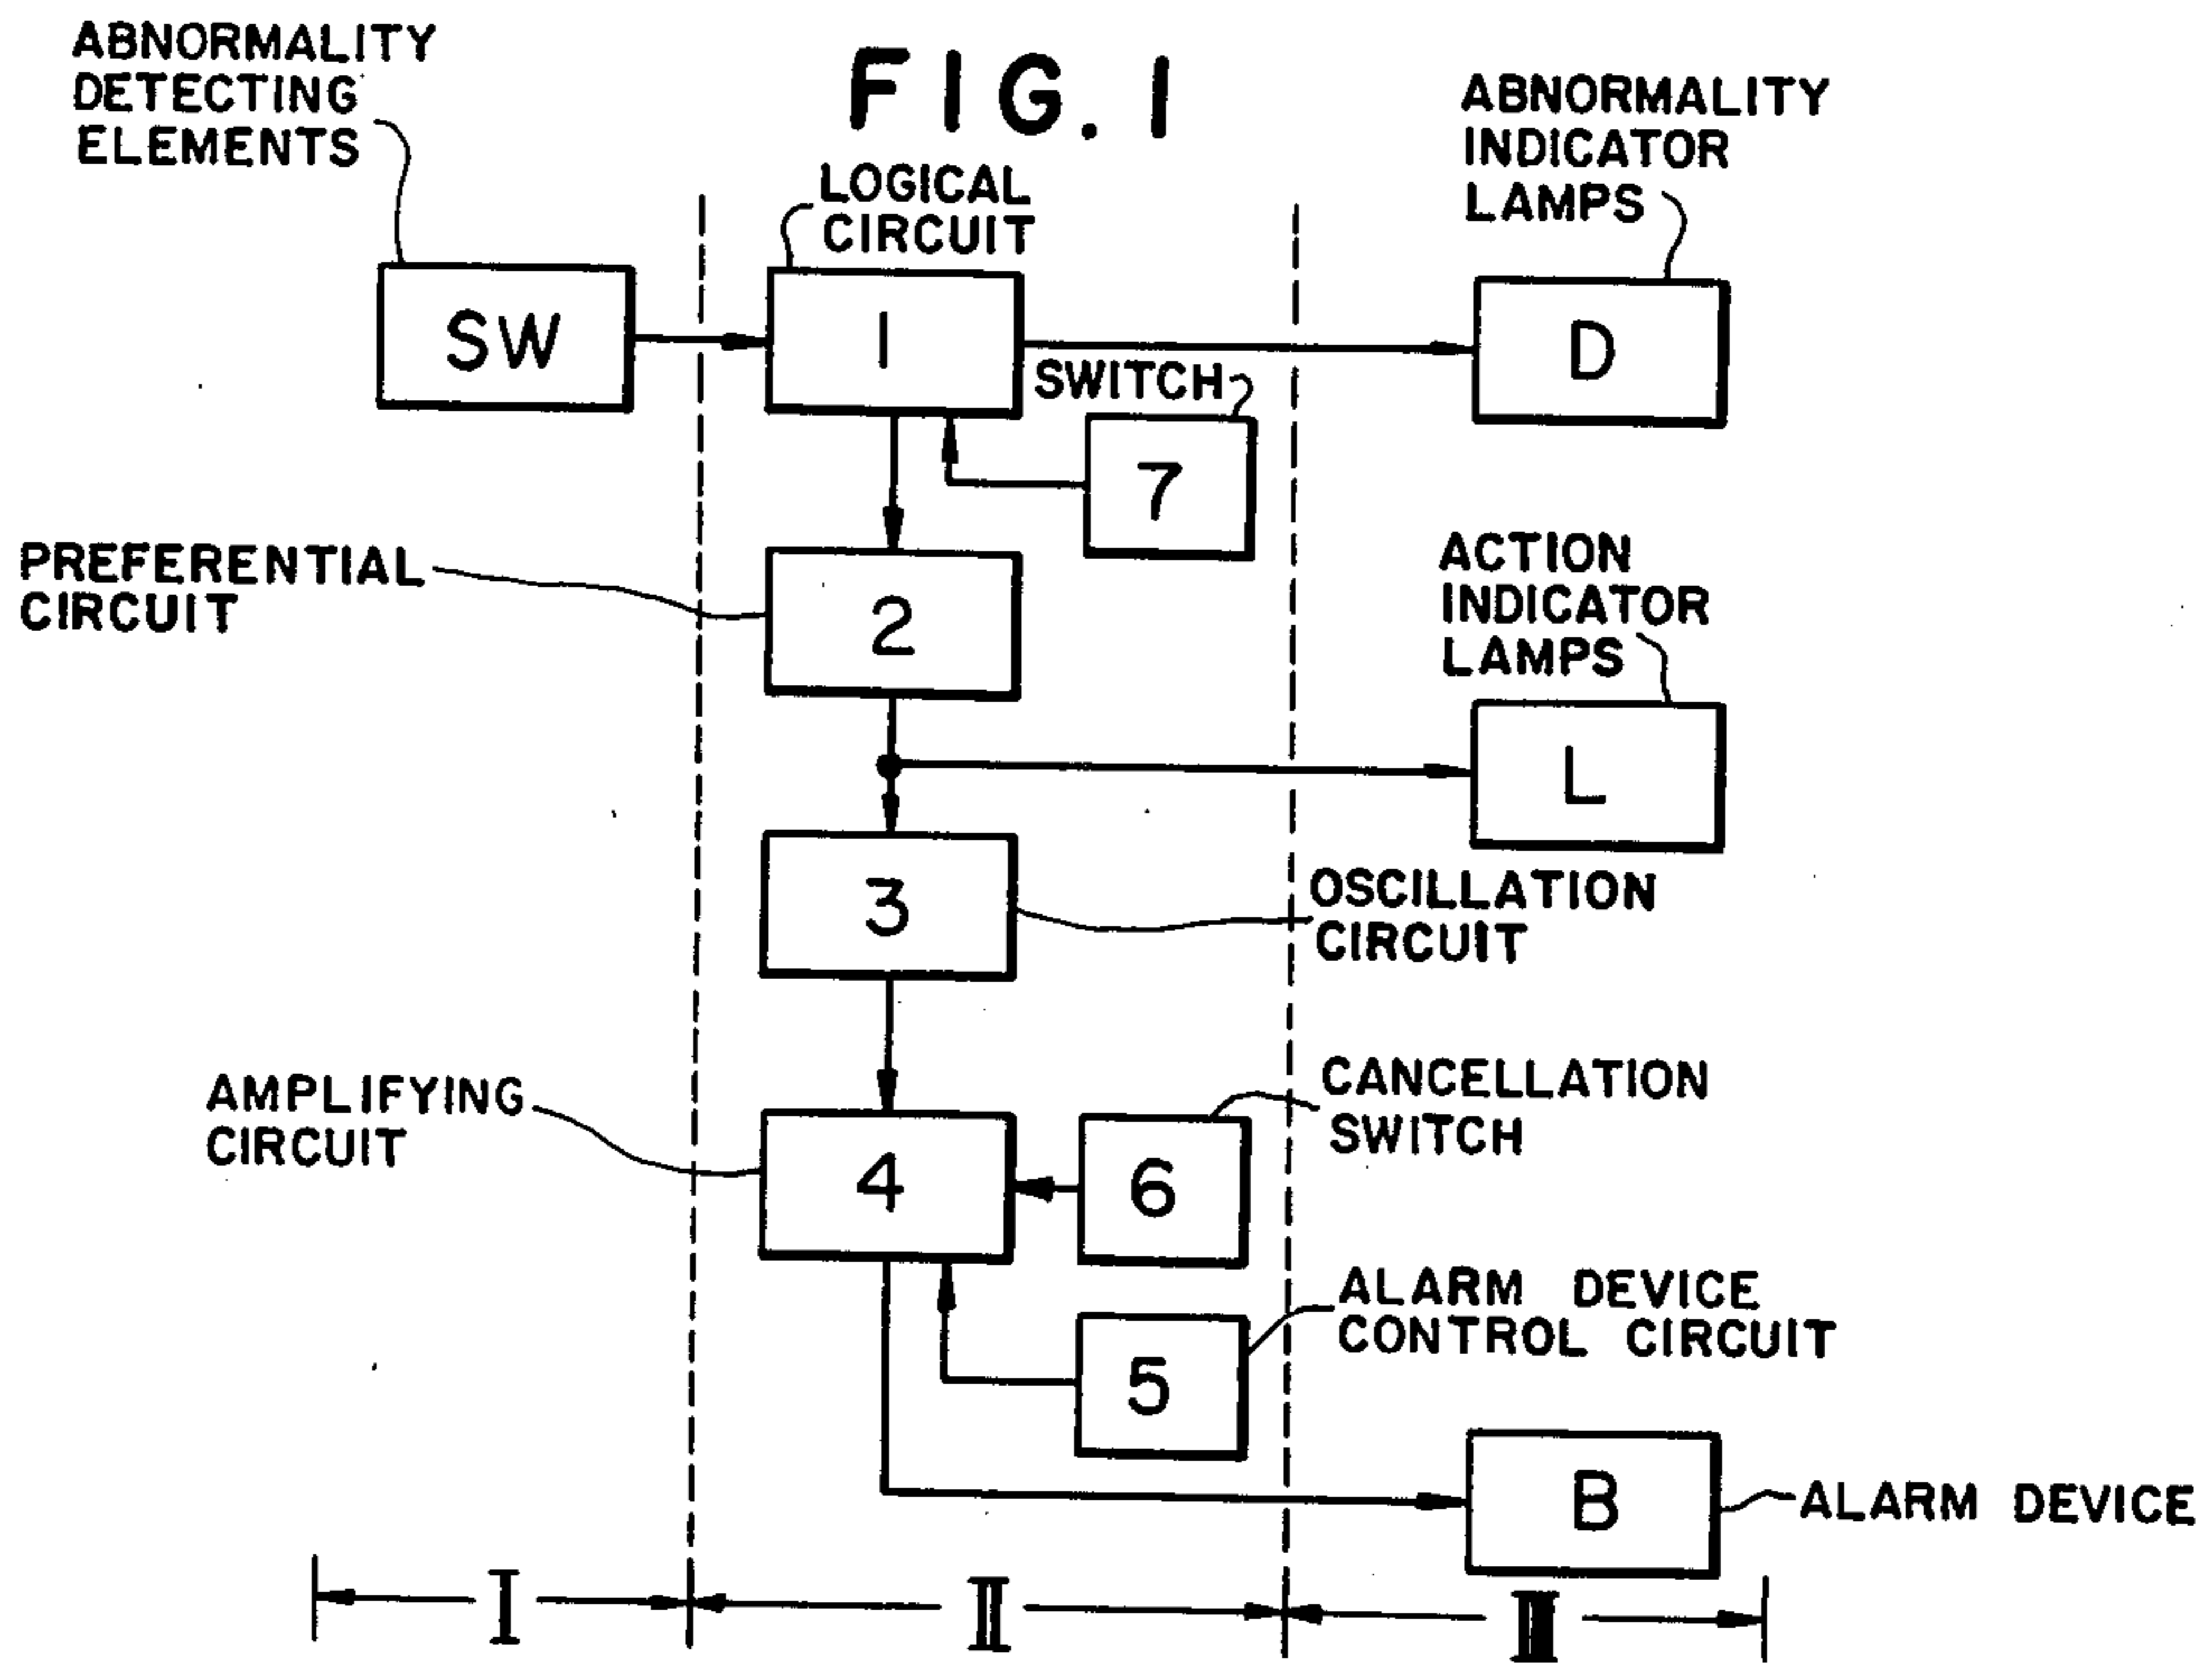 FIG. 1
ABNORMALITY
DETECTING
ELEMENTS
LOGICAL
CIRCUIT
ABNORMALITY
INDICATOR
LAMPS
SW
1
D
SWITCH
7
PREFERENTIAL
CIRCUIT
2
ACTION
INDICATOR
LAMPS
L
3
OSCILLATION
CIRCUIT
AMPLIFYING
CIRCUIT
4
6
CANCELLATION
SWITCH
5
ALARM DEVICE
CONTROL CIRCUIT
B
ALARM DEVICE
I
II
III